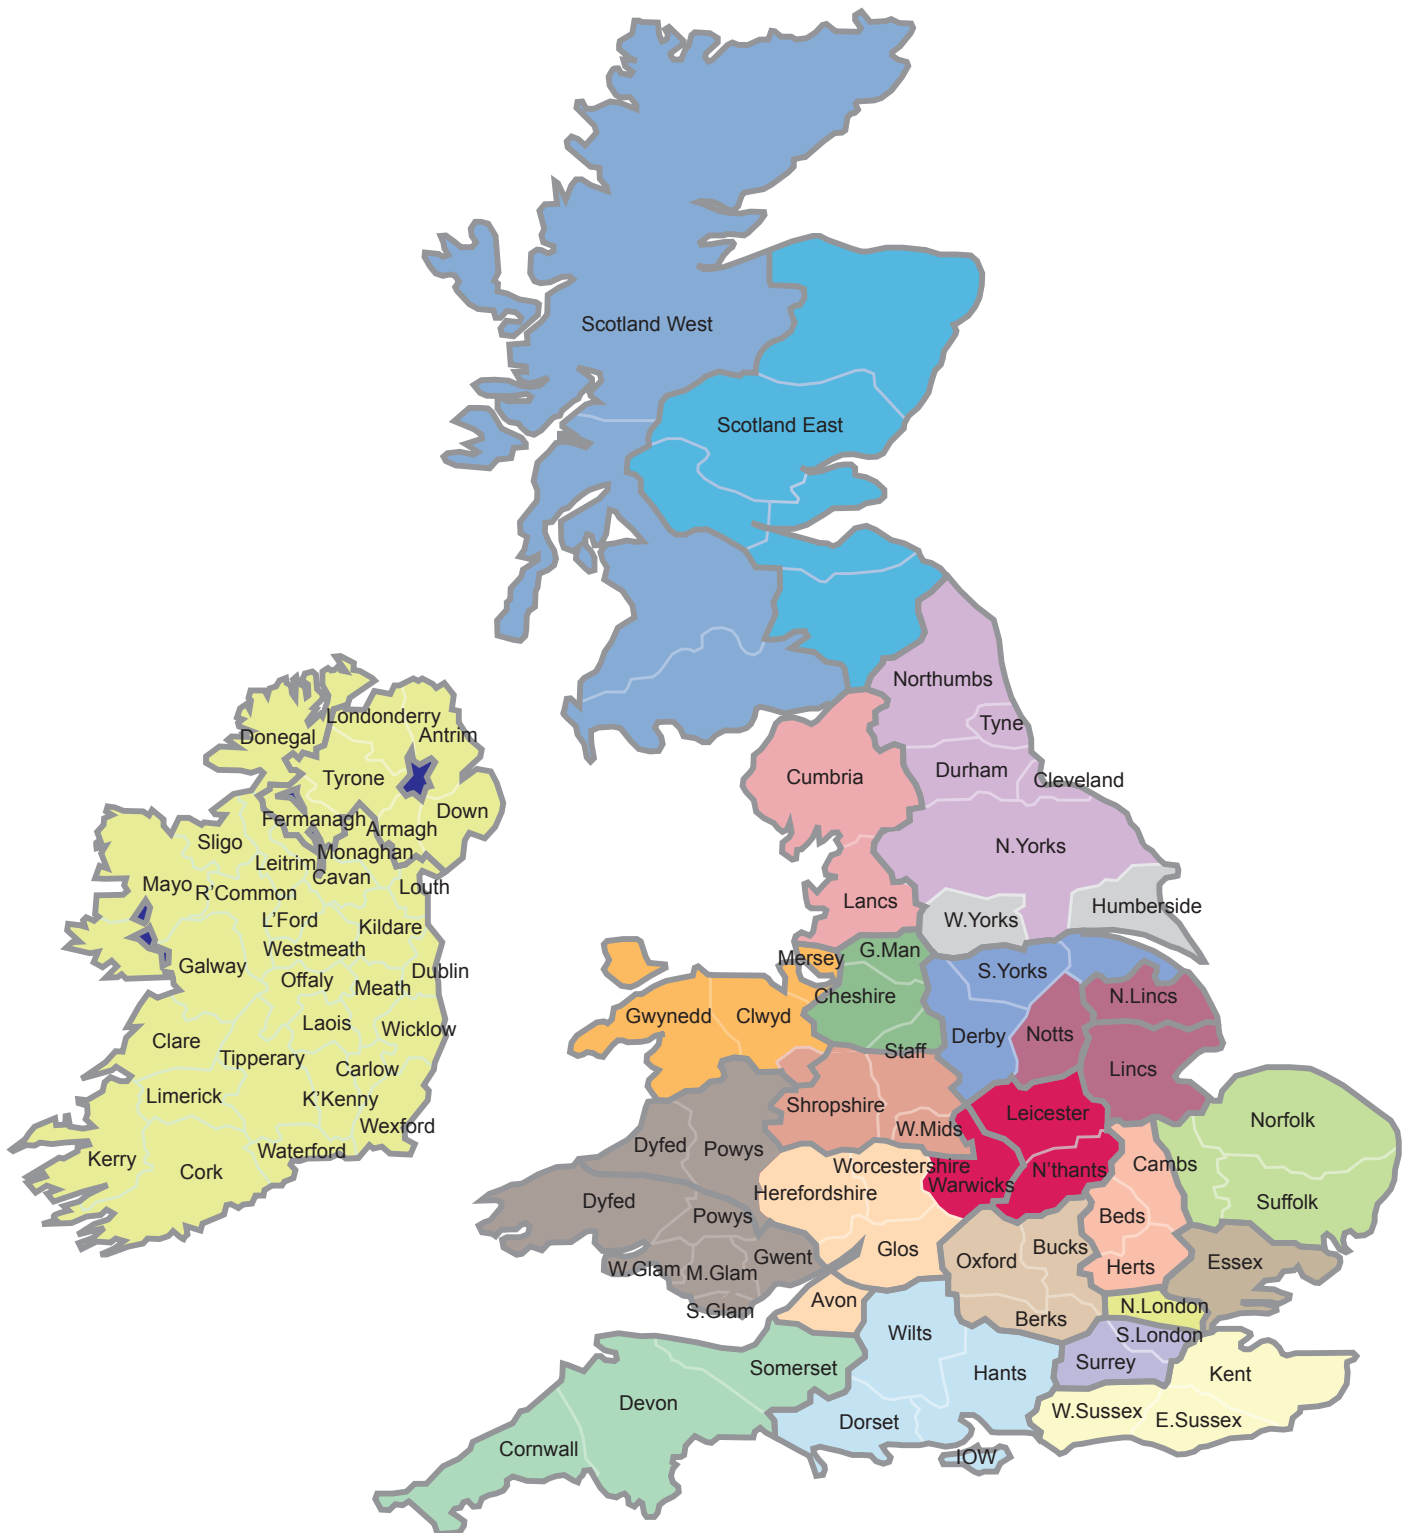 Scotland West
Scotland East
Northumbs
Tyne
Londonderry
Antrim
Donegal
Tyrone
Cumbria
Durham
Cleveland
Down
Fermanagh
Armagh
Sligo
Monaghan
Leitrim
Cavan
N.Yorks
Mayo
R'Common
Louth
Lancs
L'Ford
Kildare
W.Yorks
Humberside
Westmeath
G.Man
Mersey
Galway
Offaly
Dublin
Meath
S.Yorks
Cheshire
N.Lincs
Gwynedd
Clwyd
Laois
Wicklow
Clare
Derby
Notts
Staff
Tipperary
Carlow
Lincs
Limerick
K'Kenny
Shropshire
Leicester
Norfolk
Wexford
W.Mids
Waterford
Dyfed
Powys
Kerry
Cork
Worcestershire
Cambs
N'thants
Herefordshire
Warwicks
Dyfed
Powys
Beds
Suffolk
Gwent
Glos
Oxford
Bucks
W.Glam
M.Glam
Herts
Essex
S.Glam
Avon
N.London
Berks
Wilts
S.London
Somerset
Hants
Surrey
Kent
Devon
Dorset
W.Sussex
E.Sussex
Cornwall
IOW